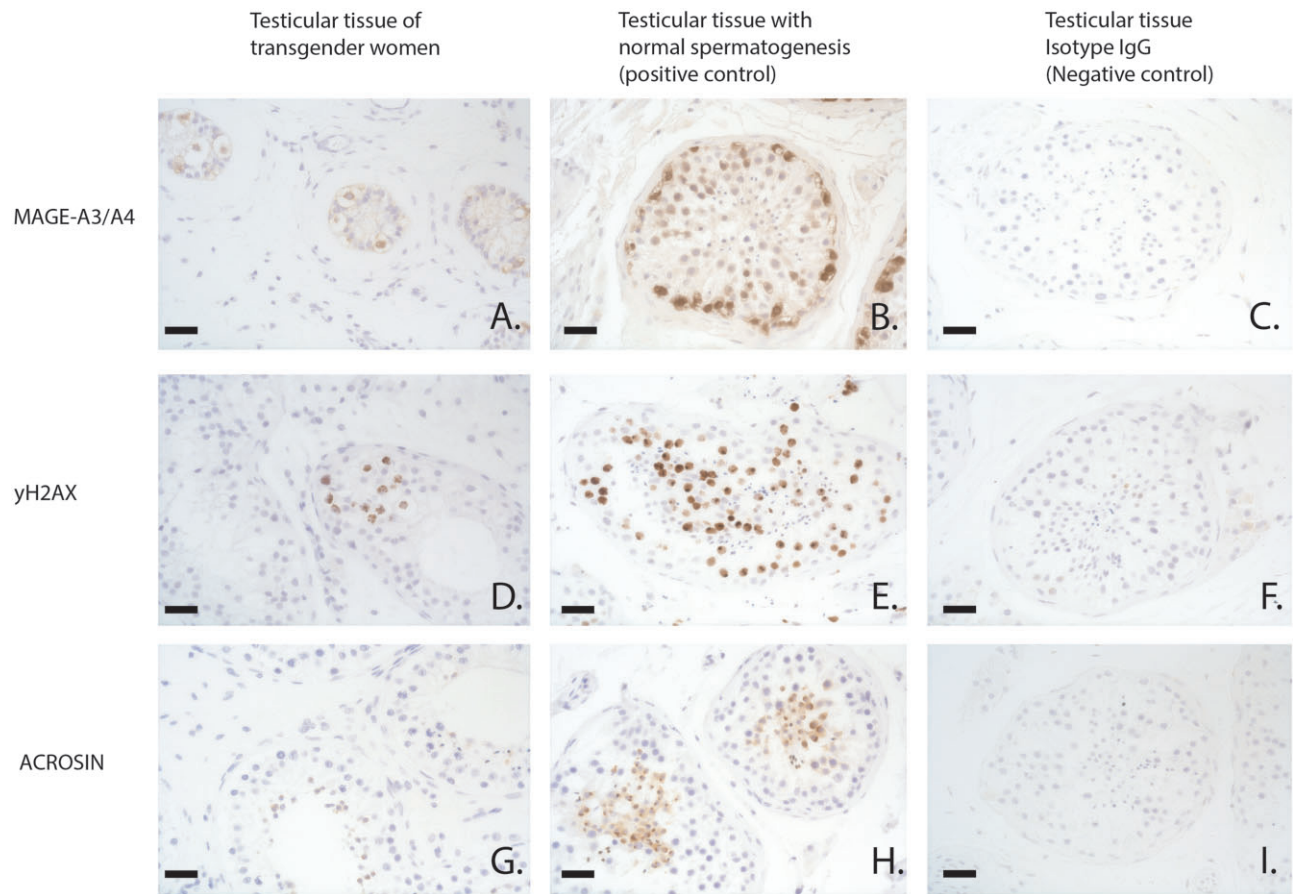 Testicular tissue of
transgender women
Testicular tissue with
normal spermatogenesis
(positive control)
Testicular tissue
Isotype IgG
(Negative control)
MAGE-A3/A4
A.
B.
C.
yH2AX
D.
E.
F.
ACROSIN
G.
H.
I.